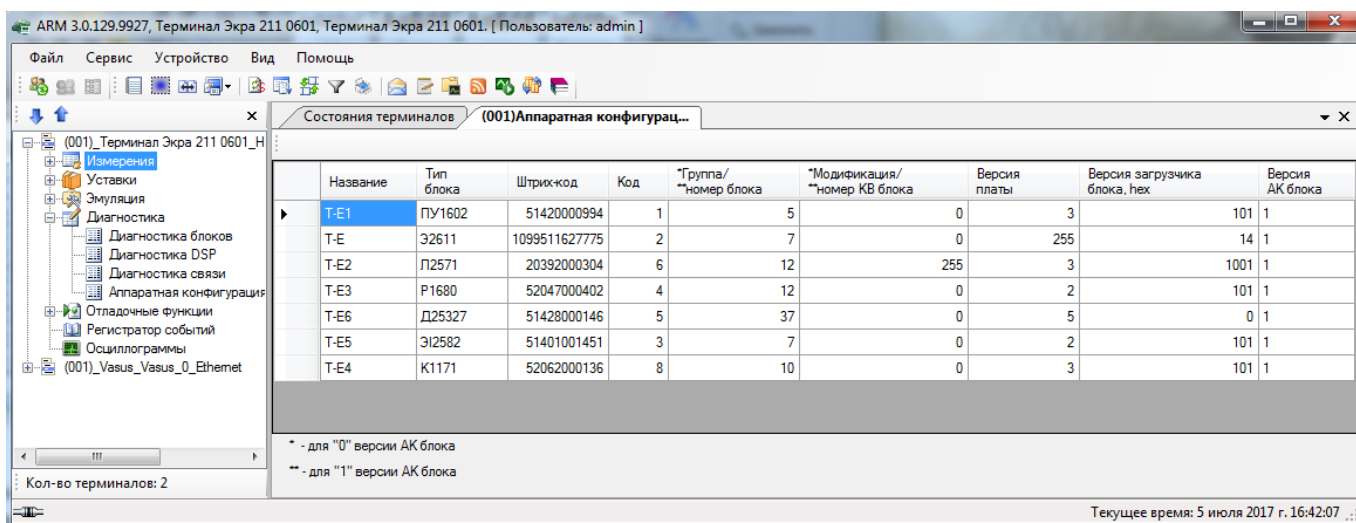 ARM 3.0.129.9927, Терминал Экра 211 0601, Терминал Экра 211 0601. [ Пользователь: admin ]
Файл Сервис Устройство Вид Помощь
Состояния терминалов (001)Аппаратная конфигурац...
(001)_Терминал Экра 211 0601_Н
Измерения
Уставки
Эмуляция
Диагностика
Диагностика блоков
Диагностика DSP
Диагностика связи
Аппаратная конфигурация
Отладочные функции
Регистратор событий
Осциллограммы
(001)_Vasus_Vasus_0_Ethernet
Кол-во терминалов: 2
Название Тип блока Штрих-код Код *Группа/ **номер блока *Модификация/ **номер КВ блока Версия платы Версия загрузчика блока, hex Версия АК блока
T-E1 ПУ1602 51420000994 1 5 0 3 101 1
T-E Э2611 1099511627775 2 7 0 255 14 1
T-E2 П2571 20392000304 6 12 255 3 1001 1
T-E3 Р1680 52047000402 4 12 0 2 101 1
T-E6 Д25327 51428000146 5 37 0 5 0 1
T-E5 ЭI2582 51401001451 3 7 0 2 101 1
T-E4 К1171 52062000136 8 10 0 3 101 1
* - для "0" версии АК блока
** - для "1" версии АК блока
Текущее время: 5 июля 2017 г. 16:42:07